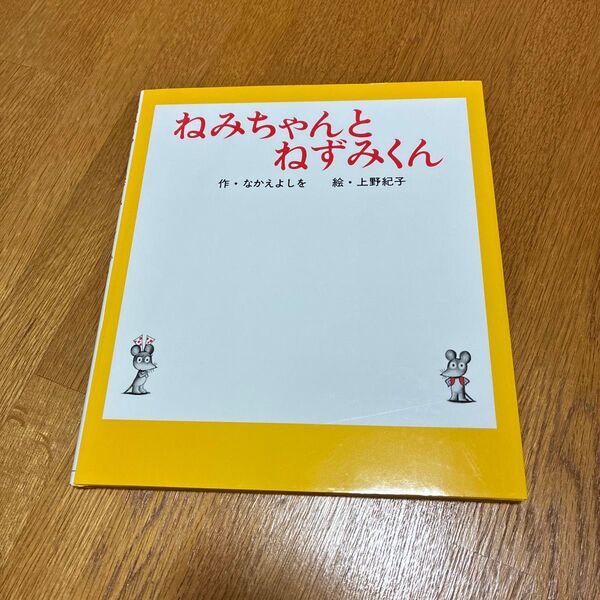 ねみちゃんと
ねずみくん
作・なかえよしを　絵・上野紀子